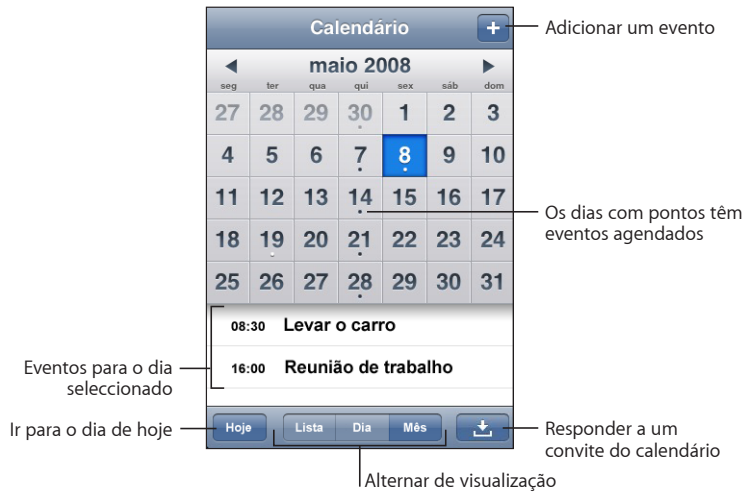 Calendário
+
Adicionar um evento
maio 2008
seg ter qua qui sex sáb dom
27 28 29 30 1 2 3
4 5 6 7 8 9 10
11 12 13 14 15 16 17
Os dias com pontos têm
eventos agendados
18 19 20 21 22 23 24
25 26 27 28 29 30 31
08:30 Levar o carro
16:00 Reunião de trabalho
Eventos para o dia
seleccionado
Ir para o dia de hoje
Hoje Lista Dia Mês
Responder a um
convite do calendário
Alternar de visualização